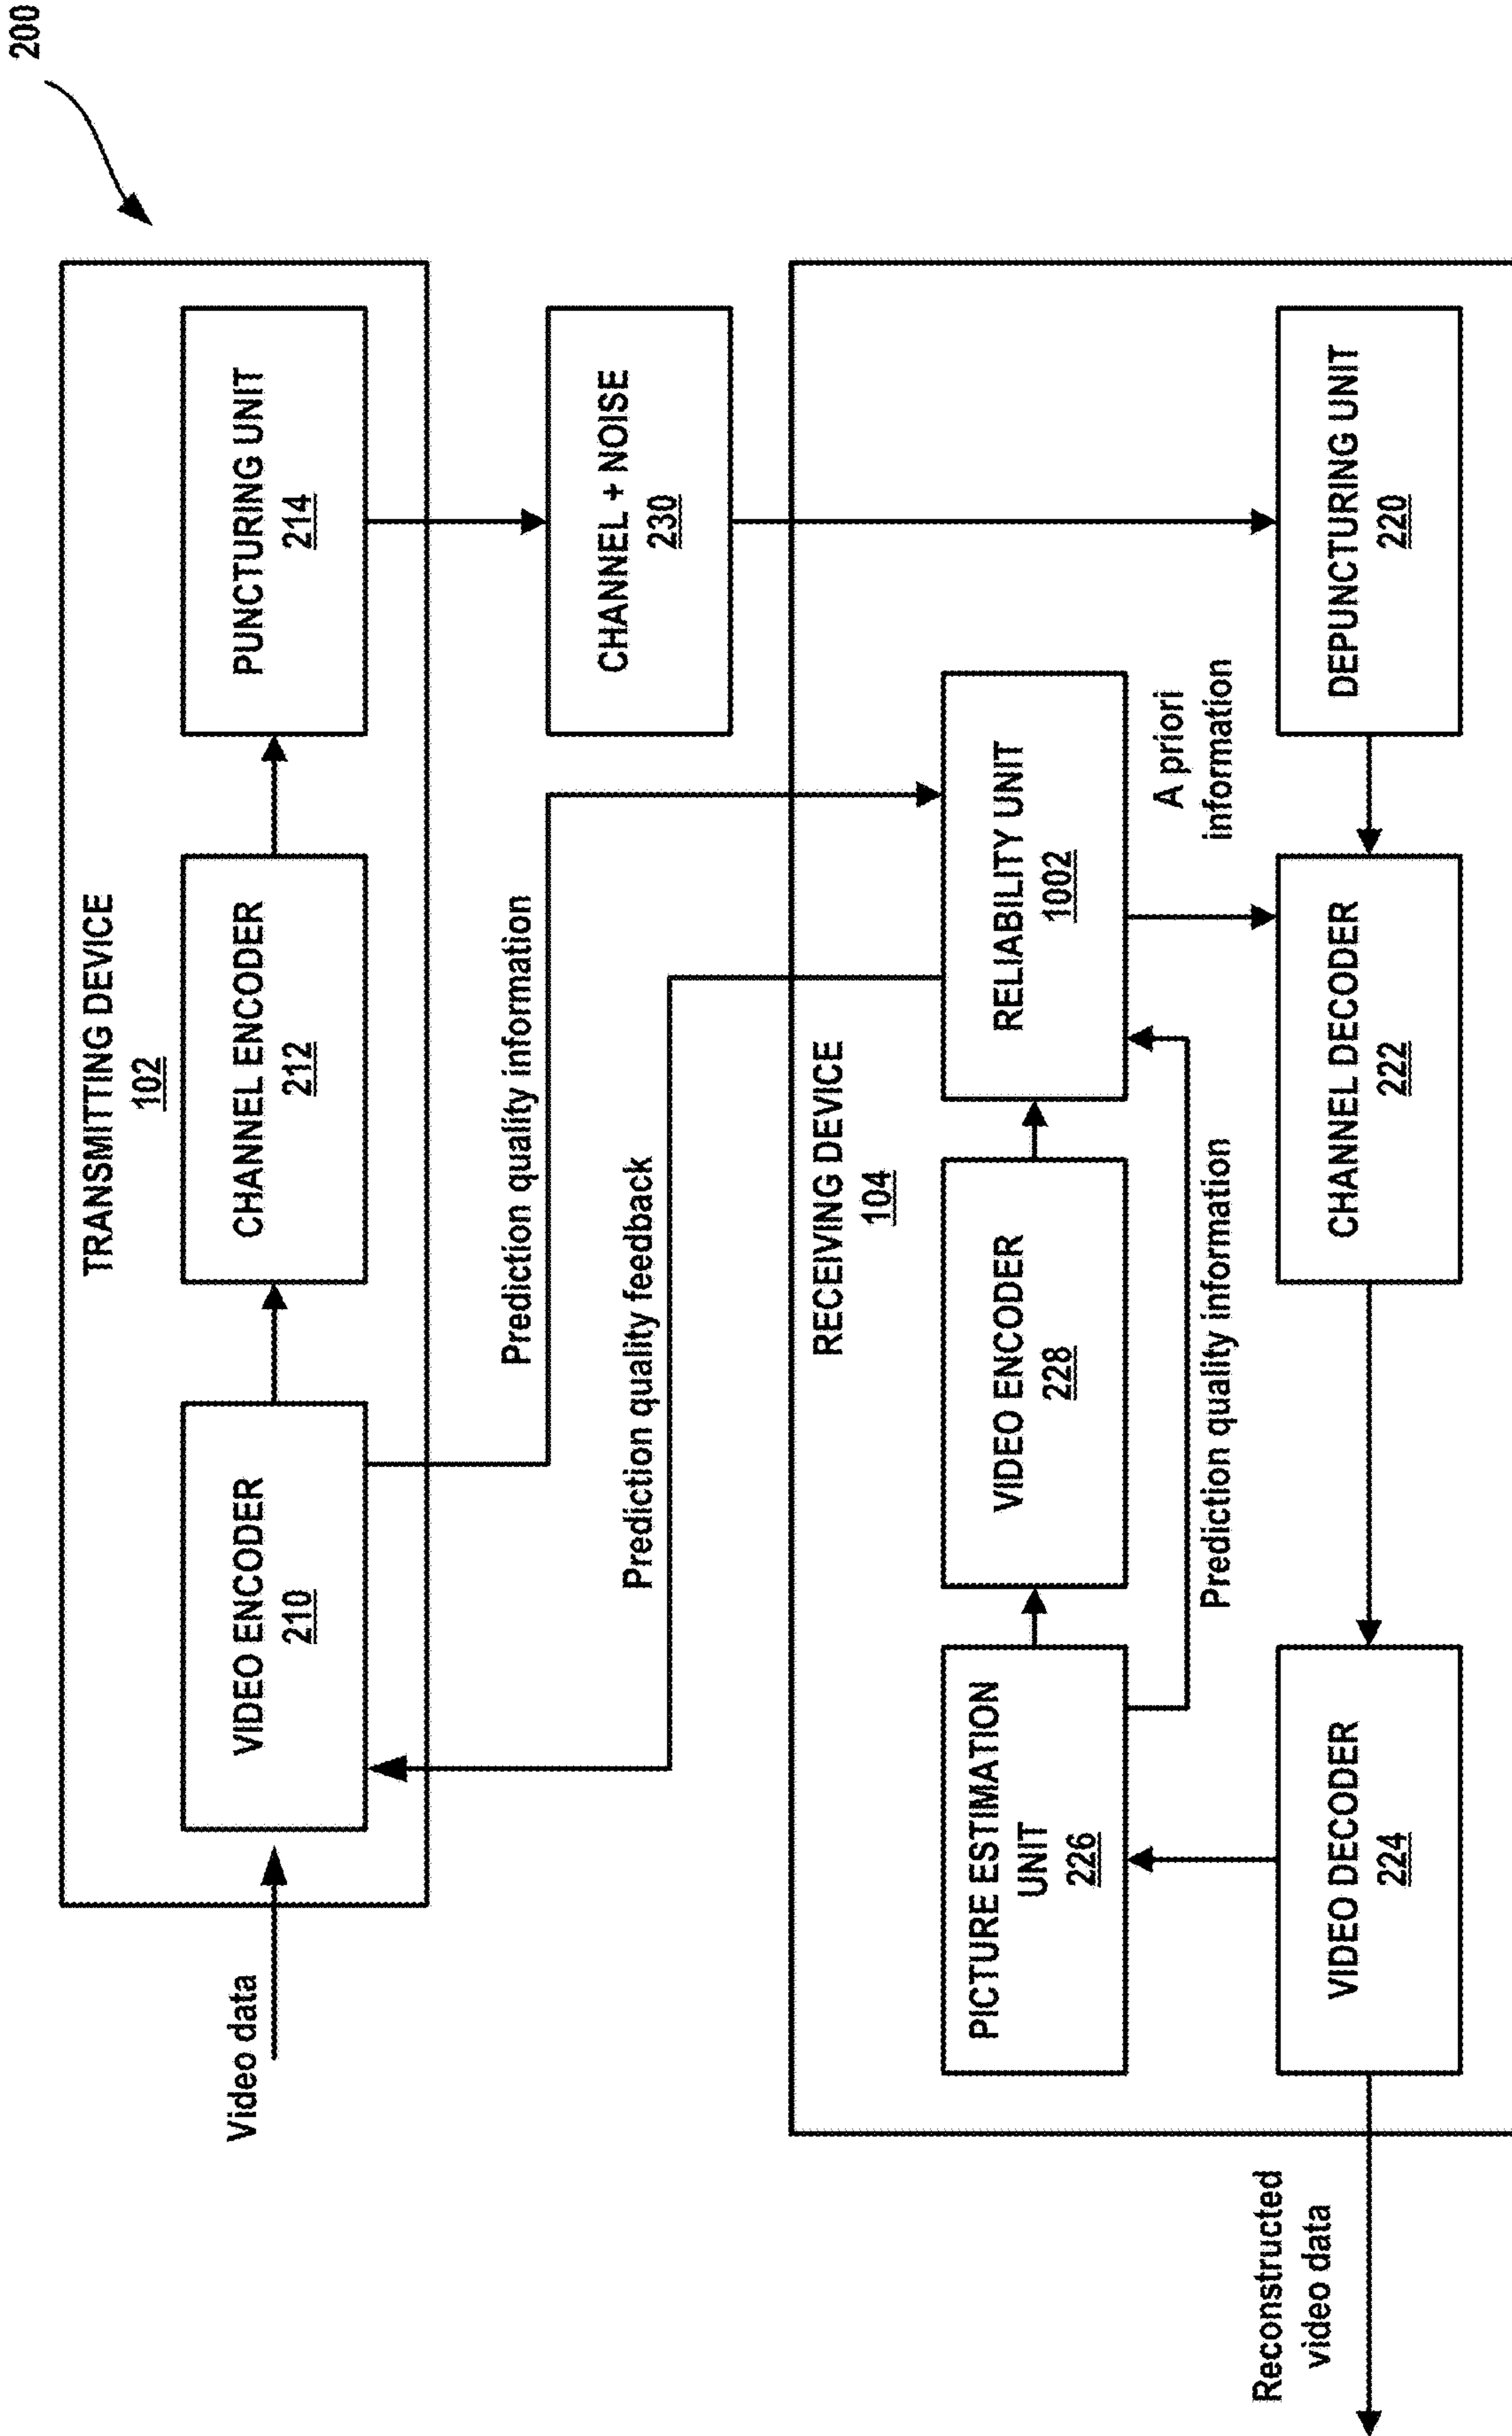 200
TRANSMITTING DEVICE
102
Video data
VIDEO ENCODER
210
CHANNEL ENCODER
212
PUNCTURING UNIT
214
Prediction quality information
CHANNEL + NOISE
230
Prediction quality feedback
RECEIVING DEVICE
104
PICTURE ESTIMATION
UNIT
226
VIDEO ENCODER
228
RELIABILITY UNIT
1002
Prediction quality information
A priori
information
Reconstructed
video data
VIDEO DECODER
224
CHANNEL DECODER
222
DEPUNCTURING UNIT
220